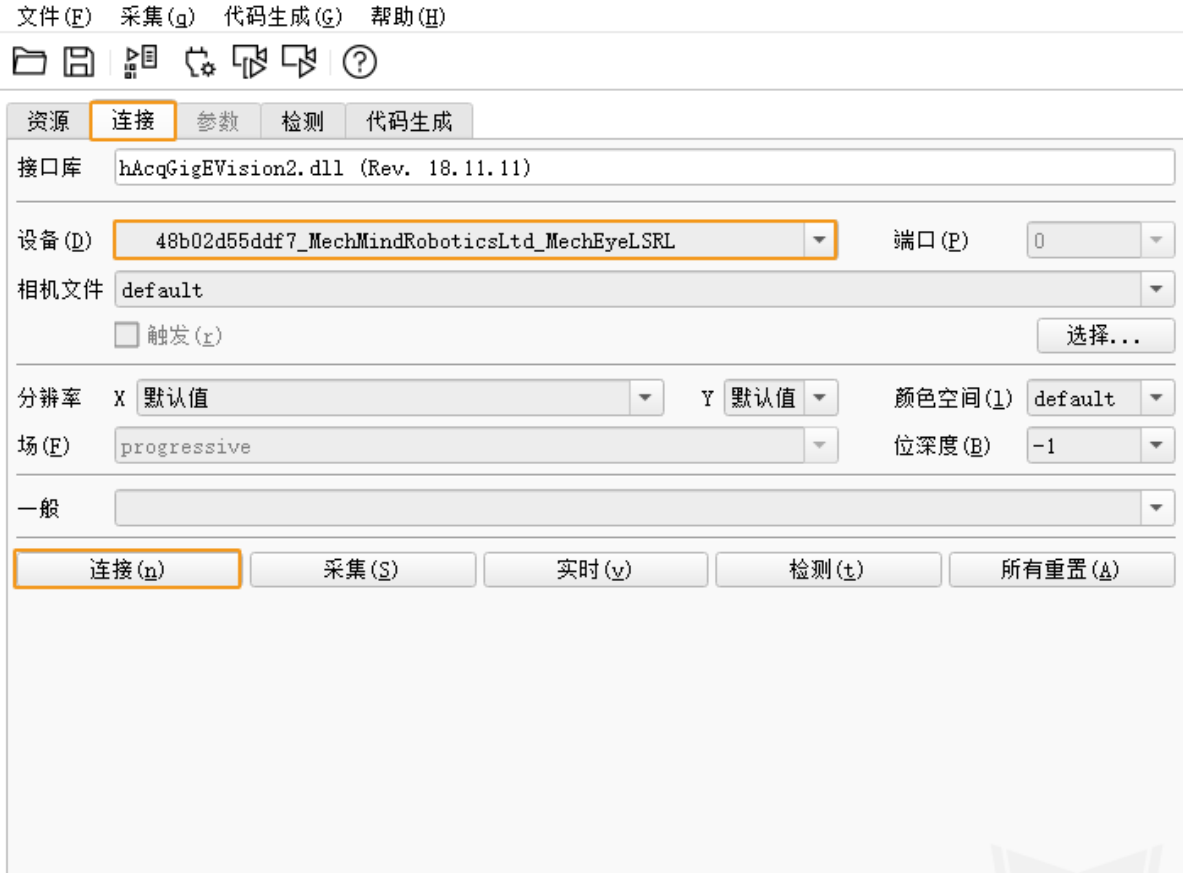 文件(F) 采集(q) 代码生成(G) 帮助(H)
资源 连接 参数 检测 代码生成
接口库 hAcqGigEVision2.dll (Rev. 18.11.11)
设备(D) 48b02d55ddf7_MechMindRoboticsLtd_MechEyeLSRL 端口(P) 0
相机文件 default
触发(r) 选择...
分辨率 X 默认值 Y 默认值 颜色空间(l) default
场(F) progressive 位深度(B) -1
一般
连接(n) 采集(S) 实时(v) 检测(t) 所有重置(A)